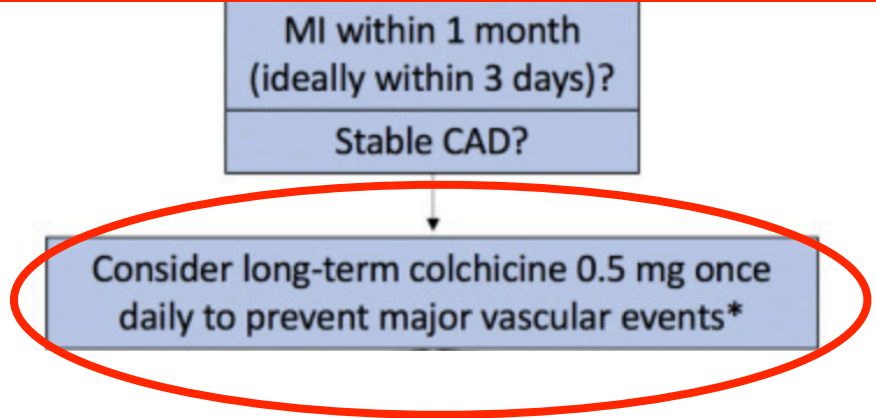 MI within 1 month
(ideally within 3 days)?
Stable CAD?
Consider long-term colchicine 0.5 mg once
daily to prevent major vascular events*